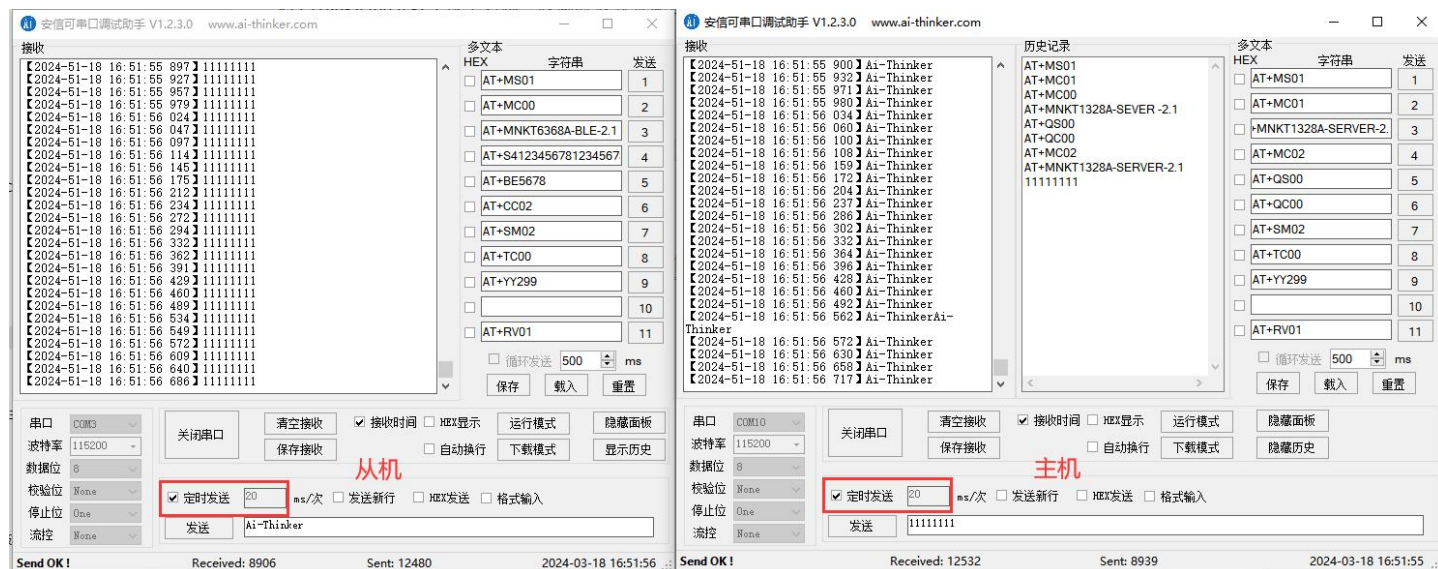 安信可串口调试助手 V1.2.3.0 www.ai-thinker.com
接收
【2024-51-18 16:51:55 897】11111111
【2024-51-18 16:51:55 927】11111111
【2024-51-18 16:51:55 957】11111111
【2024-51-18 16:51:55 979】11111111
【2024-51-18 16:51:56 024】11111111
【2024-51-18 16:51:56 047】11111111
【2024-51-18 16:51:56 097】11111111
【2024-51-18 16:51:56 114】11111111
【2024-51-18 16:51:56 145】11111111
【2024-51-18 16:51:56 175】11111111
【2024-51-18 16:51:56 212】11111111
【2024-51-18 16:51:56 234】11111111
【2024-51-18 16:51:56 272】11111111
【2024-51-18 16:51:56 294】11111111
【2024-51-18 16:51:56 332】11111111
【2024-51-18 16:51:56 362】11111111
【2024-51-18 16:51:56 391】11111111
【2024-51-18 16:51:56 429】11111111
【2024-51-18 16:51:56 460】11111111
【2024-51-18 16:51:56 489】11111111
【2024-51-18 16:51:56 534】11111111
【2024-51-18 16:51:56 549】11111111
【2024-51-18 16:51:56 572】11111111
【2024-51-18 16:51:56 609】11111111
【2024-51-18 16:51:56 640】11111111
【2024-51-18 16:51:56 686】11111111
多文本
HEX 字符串 发送
AT+MS01 1
AT+MC00 2
AT+MNKT6368A-BLE-2.1 3
AT+S4123456781234567 4
AT+BE5678 5
AT+CC02 6
AT+SM02 7
AT+TC00 8
AT+YY299 9
10
AT+RV01 11
循环发送 500 ms
保存 载入 重置
串口 COM3
波特率 115200
数据位 8
校验位 None
停止位 One
流控 None
关闭串口
清空接收 接收时间 HEX显示 运行模式 隐藏面板
保存接收 自动换行 下载模式 显示历史
从机
定时发送 20 ms/次 发送新行 HEX发送 格式输入
发送 Ai-Thinker
Send OK! Received: 8906 Sent: 12480 2024-03-18 16:51:56
安信可串口调试助手 V1.2.3.0 www.ai-thinker.com
接收
【2024-51-18 16:51:55 900】Ai-Thinker
【2024-51-18 16:51:55 932】Ai-Thinker
【2024-51-18 16:51:55 971】Ai-Thinker
【2024-51-18 16:51:55 980】Ai-Thinker
【2024-51-18 16:51:56 034】Ai-Thinker
【2024-51-18 16:51:56 060】Ai-Thinker
【2024-51-18 16:51:56 100】Ai-Thinker
【2024-51-18 16:51:56 108】Ai-Thinker
【2024-51-18 16:51:56 159】Ai-Thinker
【2024-51-18 16:51:56 172】Ai-Thinker
【2024-51-18 16:51:56 204】Ai-Thinker
【2024-51-18 16:51:56 237】Ai-Thinker
【2024-51-18 16:51:56 286】Ai-Thinker
【2024-51-18 16:51:56 302】Ai-Thinker
【2024-51-18 16:51:56 332】Ai-Thinker
【2024-51-18 16:51:56 364】Ai-Thinker
【2024-51-18 16:51:56 396】Ai-Thinker
【2024-51-18 16:51:56 428】Ai-Thinker
【2024-51-18 16:51:56 460】Ai-Thinker
【2024-51-18 16:51:56 492】Ai-Thinker
【2024-51-18 16:51:56 562】Ai-ThinkerAi-
Thinker
【2024-51-18 16:51:56 572】Ai-Thinker
【2024-51-18 16:51:56 630】Ai-Thinker
【2024-51-18 16:51:56 658】Ai-Thinker
【2024-51-18 16:51:56 717】Ai-Thinker
历史记录
AT+MS01
AT+MC01
AT+MC00
AT+MNKT1328A-SEVER -2.1
AT+QS00
AT+QC00
AT+MC02
AT+MNKT1328A-SERVER-2.1
11111111
多文本
HEX 字符串 发送
AT+MS01 1
AT+MC01 2
+MNKT1328A-SERVER-2. 3
AT+MC02 4
AT+QS00 5
AT+QC00 6
AT+SM02 7
AT+TC00 8
AT+YY299 9
10
AT+RV01 11
循环发送 500 ms
保存 载入 重置
串口 COM10
波特率 115200
数据位 8
校验位 None
停止位 One
流控 None
关闭串口
清空接收 接收时间 HEX显示 运行模式 隐藏面板
保存接收 自动换行 下载模式 隐藏历史
主机
定时发送 20 ms/次 发送新行 HEX发送 格式输入
发送 11111111
Send OK! Received: 12532 Sent: 8939 2024-03-18 16:51:55